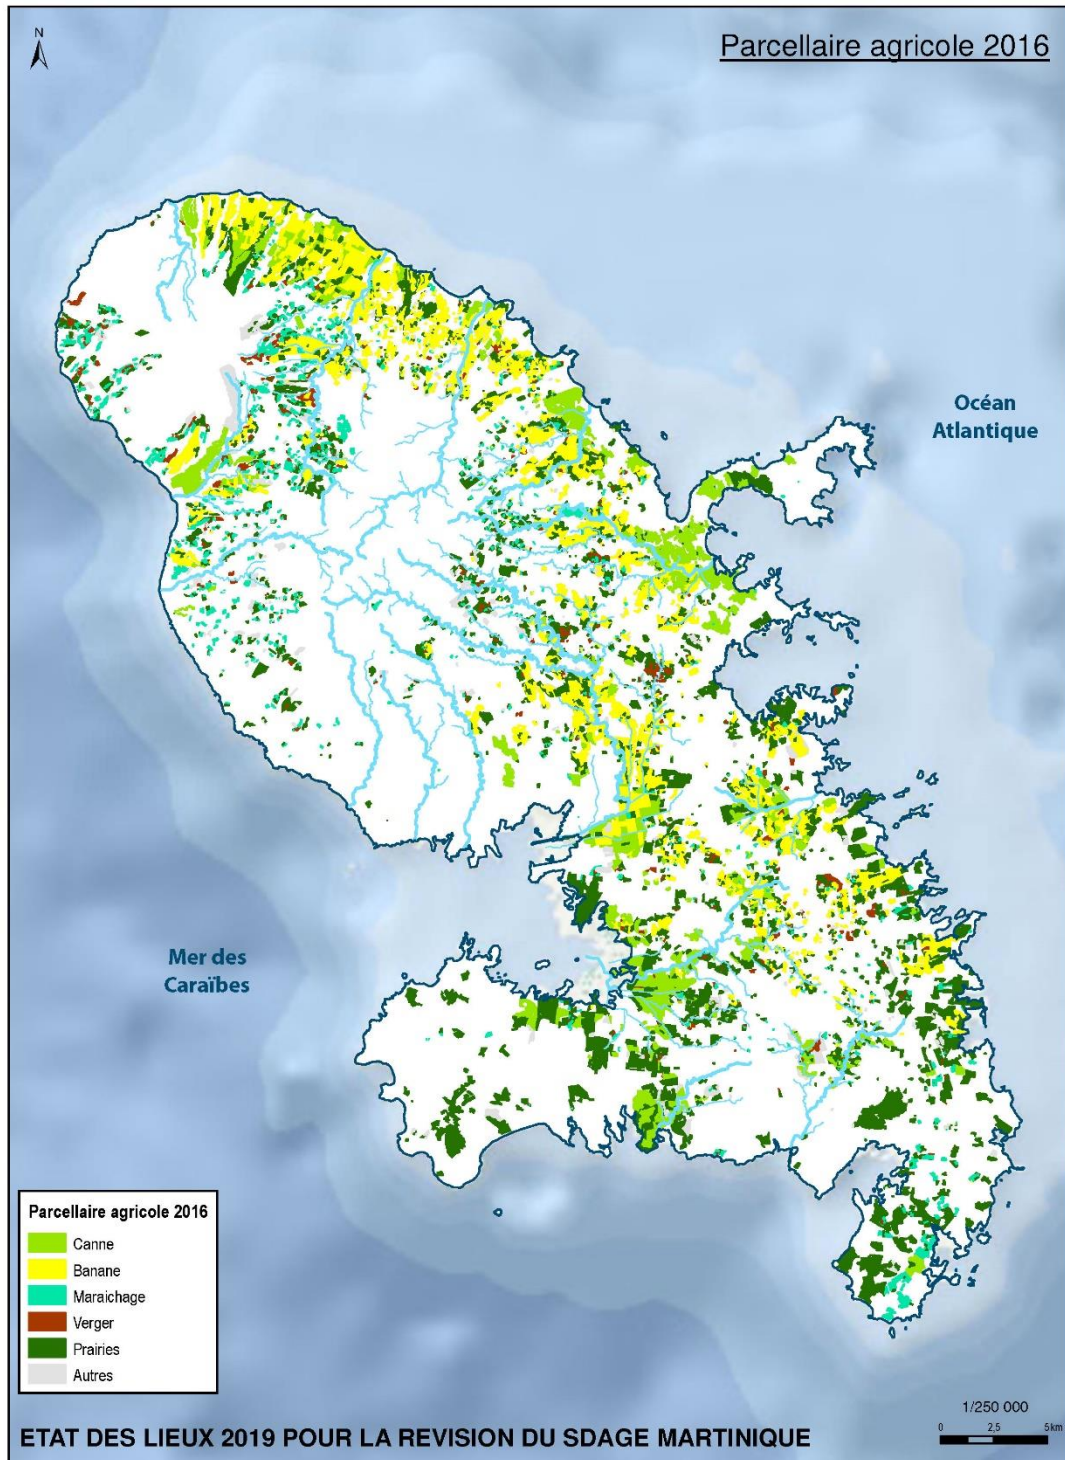 N
Parcellaire agricole 2016
Océan
Atlantique
Mer des
Caraïbes
Parcellaire agricole 2016
Canne
Banane
Maraichage
Verger
Prairies
Autres
1/250 000
0 2,5 5km
ETAT DES LIEUX 2019 POUR LA REVISION DU SDAGE MARTINIQUE